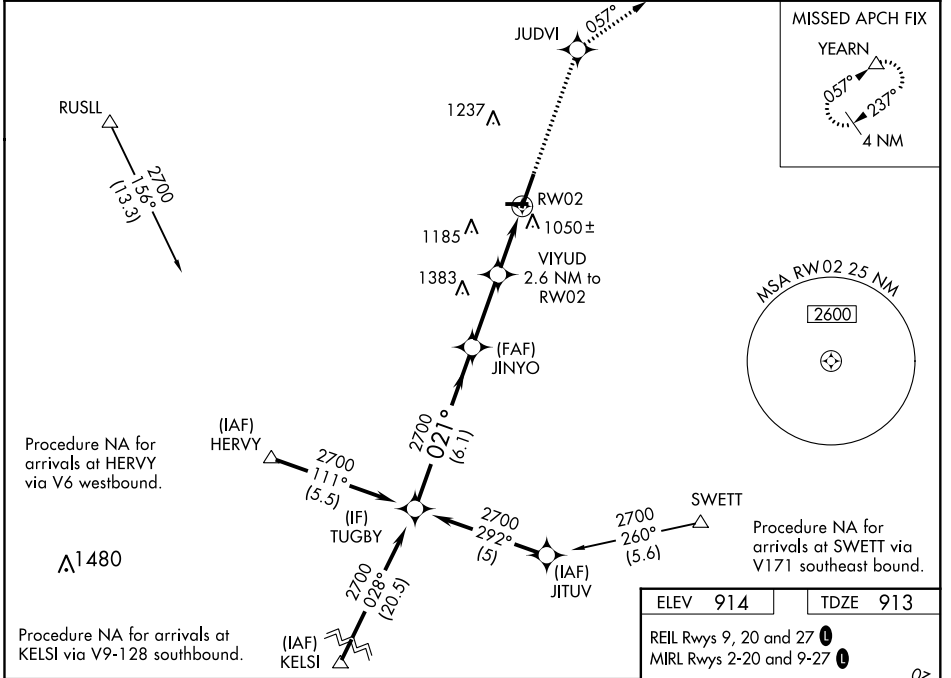 JUDVI
057°
MISSED APCH FIX
YEARN
057°
237°
4 NM
RUSLL
2700
156°
(13.3)
1237
RW02
1050±
1185
VIYUD
2.6 NM to
RW02
1383
MSA RW02 25 NM
2600
(FAF)
JINYO
2700
021°
(6.1)
(IAF)
HERVY
2700
111°
(5.5)
Procedure NA for
arrivals at HERVY
via V6 westbound.
(IF)
TUGBY
SWETT
2700
260°
(5.6)
2700
292°
(5)
(IAF)
JITUV
Procedure NA for
arrivals at SWETT via
V171 southeast bound.
1480
2700
028°
(20.5)
(IAF)
KELSI
Procedure NA for arrivals at
KELSI via V9-128 southbound.
ELEV 914
TDZE 913
REIL Rwys 9, 20 and 27 L
MIRL Rwys 2-20 and 9-27 L